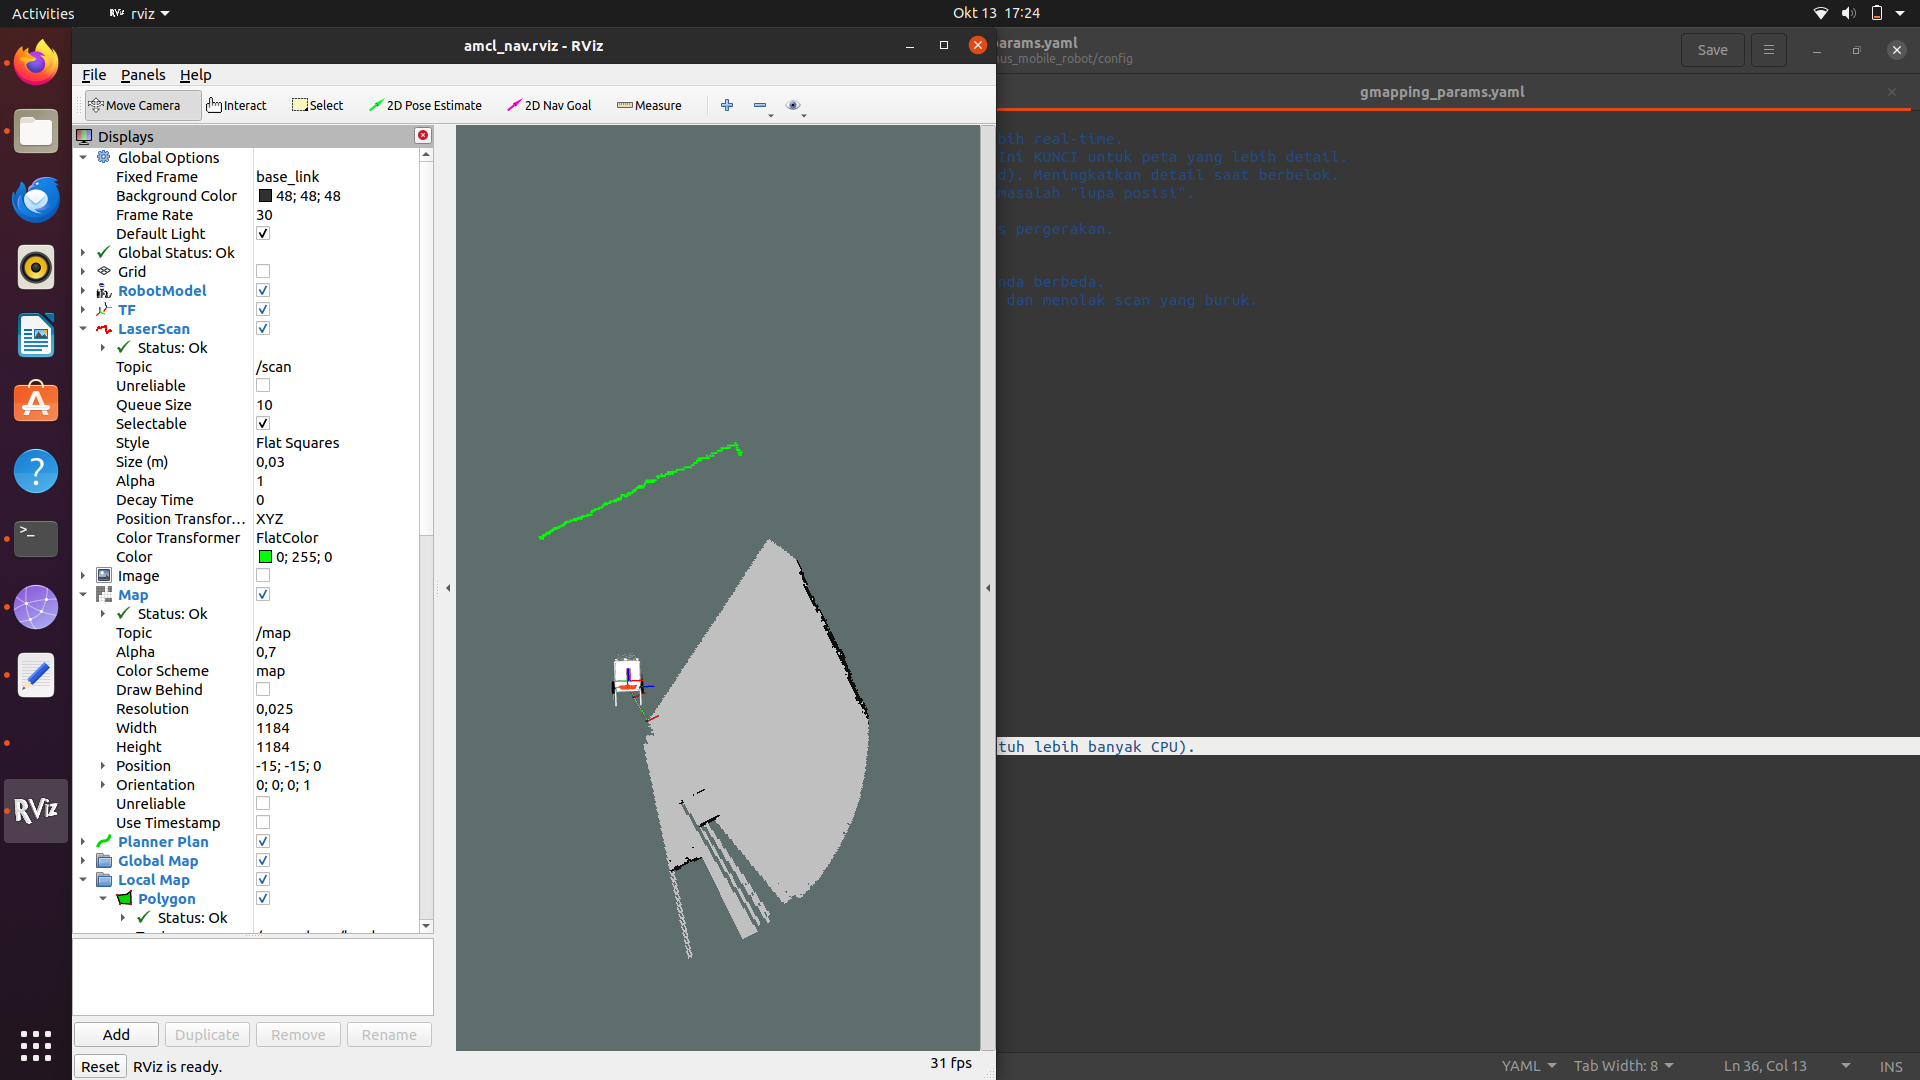 Activities
rviz
Okt 13 17:24
amcl_nav.rviz - RViz
File Panels Help
Move Camera Interact Select 2D Pose Estimate 2D Nav Goal Measure
Displays
Global Options
Fixed Frame base_link
Background Color 48; 48; 48
Frame Rate 30
Default Light
Global Status: Ok
Grid
RobotModel
TF
LaserScan
Status: Ok
Topic /scan
Unreliable
Queue Size 10
Selectable
Style Flat Squares
Size (m) 0,03
Alpha 1
Decay Time 0
Position Transfor... XYZ
Color Transformer FlatColor
Color 0; 255; 0
Image
Map
Status: Ok
Topic /map
Alpha 0,7
Color Scheme map
Draw Behind
Resolution 0,025
Width 1184
Height 1184
Position -15; -15; 0
Orientation 0; 0; 0; 1
Unreliable
Use Timestamp
Planner Plan
Global Map
Local Map
Polygon
Status: Ok
Add Duplicate Remove Rename
Reset RViz is ready.
31 fps
RViz
params.yaml
us_mobile_robot/config
Save
gmapping_params.yaml
bih real-time.
Ini KUNCI untuk peta yang lebih detail.
d). Meningkatkan detail saat berbelok.
masalah "lupa posisi".
s pergerakan.
nda berbeda.
dan menolak scan yang buruk.
tuh lebih banyak CPU).
YAML Tab Width: 8 Ln 36, Col 13 INS